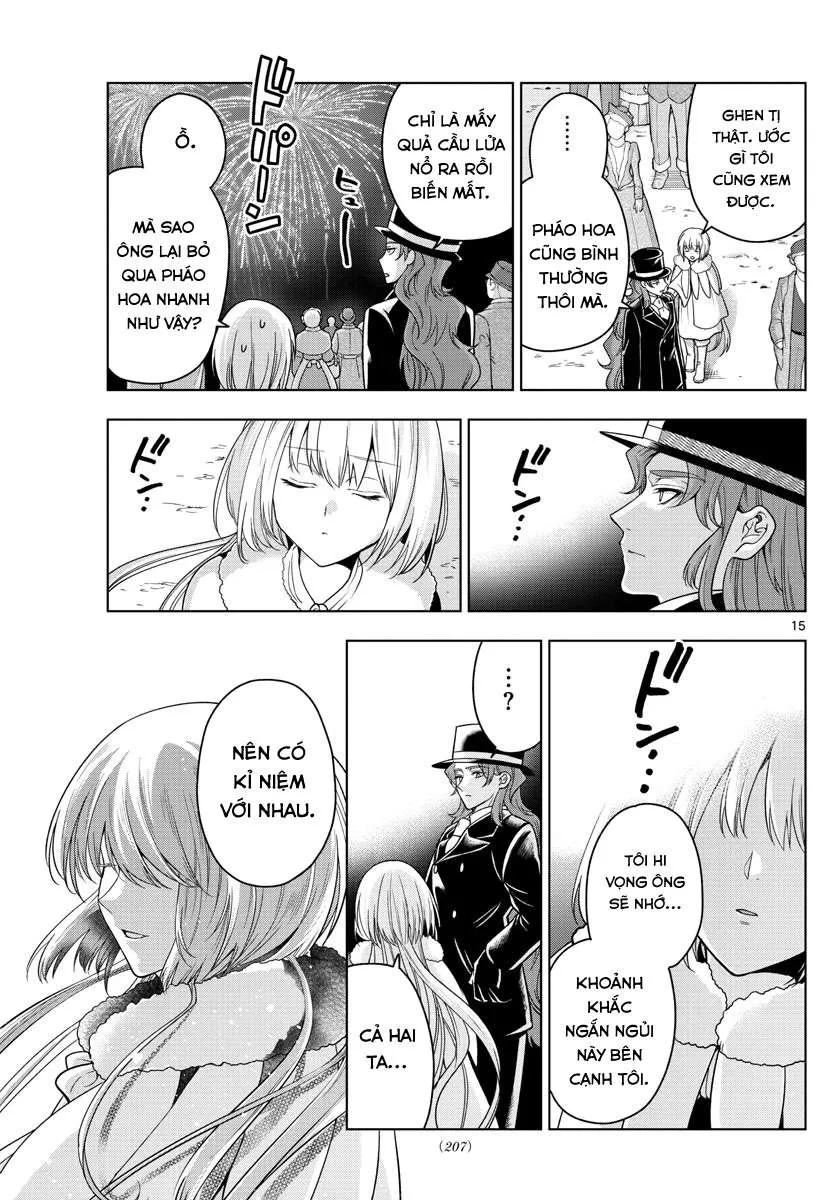 GHEN TỊ
THẬT. ƯỚC
GÌ TÔI
CŨNG XEM
ĐƯỢC.
……
PHÁO HOA
CŨNG BÌNH
THƯỜNG
THÔI MÀ.
CHỈ LÀ MẤY
QUẢ CẦU LỬA
NỔ RA RỒI
BIẾN MẤT.
ヒュー
ドパーン
Ồ.
MÀ SAO
ÔNG LẠI BỎ
QUA PHÁO
HOA NHANH
NHƯ VẬY?
ドン
ドン
15
ドン
TÔI HI
VỌNG ÔNG
SẼ NHỚ...
KHOẢNH
KHẮC
NGẮN NGỦI
NÀY BÊN
CẠNH TÔI.
…?
CẢ HAI
TA...
NÊN CÓ
KỈ NIỆM
VỚI NHAU.
(207)